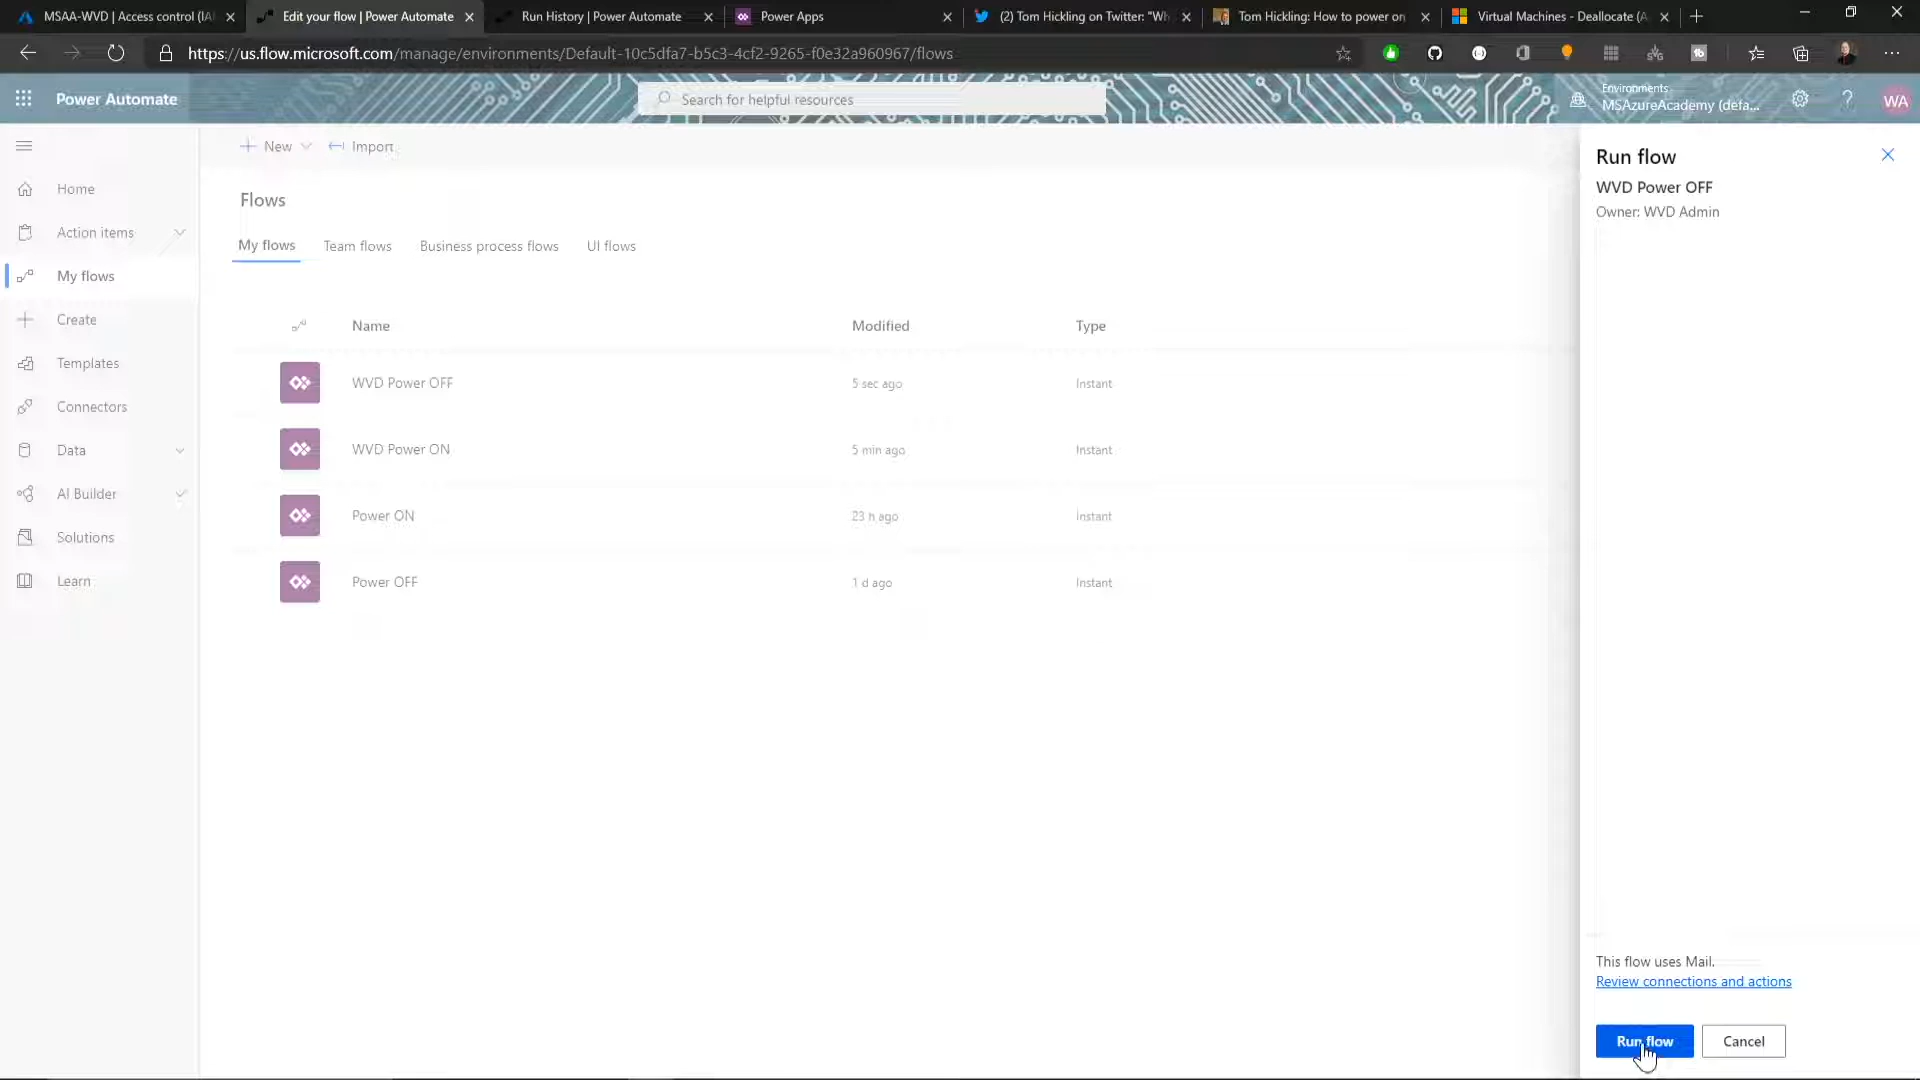 MSAA-WVD | Access control (IA
Edit your flow | Power Automate
Run History | Power Automate
Power Apps
(2) Tom Hickling on Twitter: "Wh
Tom Hickling: How to power on
Virtual Machines - Deallocate (A
https://us.flow.microsoft.com/manage/environments/Default-10c5dfa7-b5c3-4cf2-9265-f0e32a960967/flows
Power Automate
Search for helpful resources
Environments
MSAzureAcademy (defa...
WA
New
Import
Home
Action items
My flows
Create
Templates
Connectors
Data
AI Builder
Solutions
Learn
Flows
My flows Team flows Business process flows UI flows
Name Modified Type
WVD Power OFF 5 sec ago Instant
WVD Power ON 5 min ago Instant
Power ON 23 h ago Instant
Power OFF 1 d ago Instant
Run flow
WVD Power OFF
Owner: WVD Admin
This flow uses Mail.
Review connections and actions
Run flow Cancel